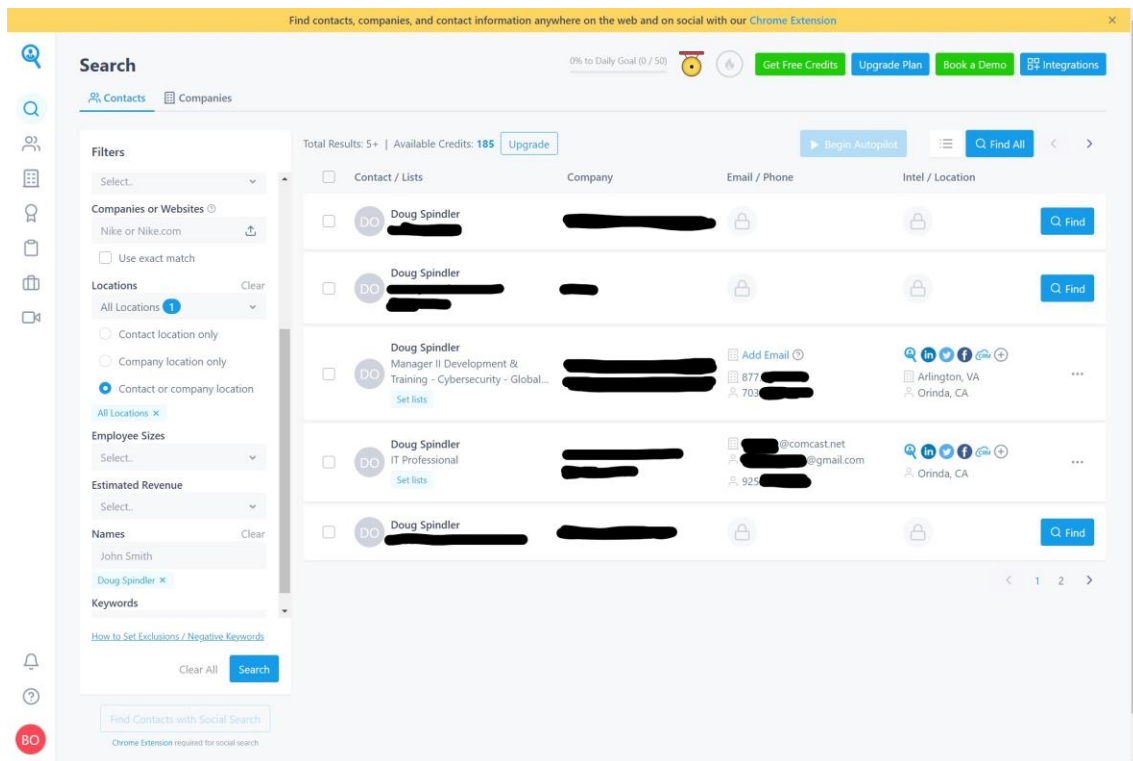 Find contacts, companies, and contact information anywhere on the web and on social with our Chrome Extension
Search
0% to Daily Goal (0 / 50)
Get Free Credits
Upgrade Plan
Book a Demo
Integrations
Contacts
Companies
Filters
Select..
Companies or Websites
Nike or Nike.com
Use exact match
Locations Clear
All Locations 1
Contact location only
Company location only
Contact or company location
All Locations ×
Employee Sizes
Select..
Estimated Revenue
Select..
Names Clear
John Smith
Doug Spindler ×
Keywords
How to Set Exclusions / Negative Keywords
Clear All Search
Find Contacts with Social Search
Chrome Extension required for social search
Total Results: 5+ | Available Credits: 185 Upgrade
Begin Autopilot
Find All
Contact / Lists Company Email / Phone Intel / Location
DO Doug Spindler Find
DO Doug Spindler Find
DO Doug Spindler
Manager II Development &
Training - Cybersecurity - Global...
Set lists
Add Email
877
703
Arlington, VA
Orinda, CA
DO Doug Spindler
IT Professional
Set lists
@comcast.net
@gmail.com
925
Orinda, CA
DO Doug Spindler Find
1 2
BO